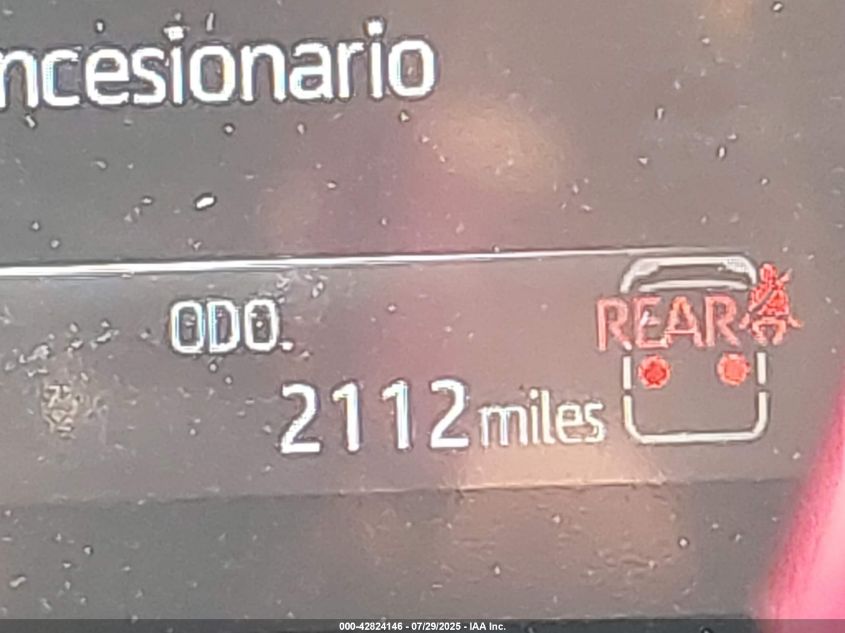 ncesionario
ODO.
REAR
2112 miles
000-42824146 - 07/29/2025 - IAA Inc.